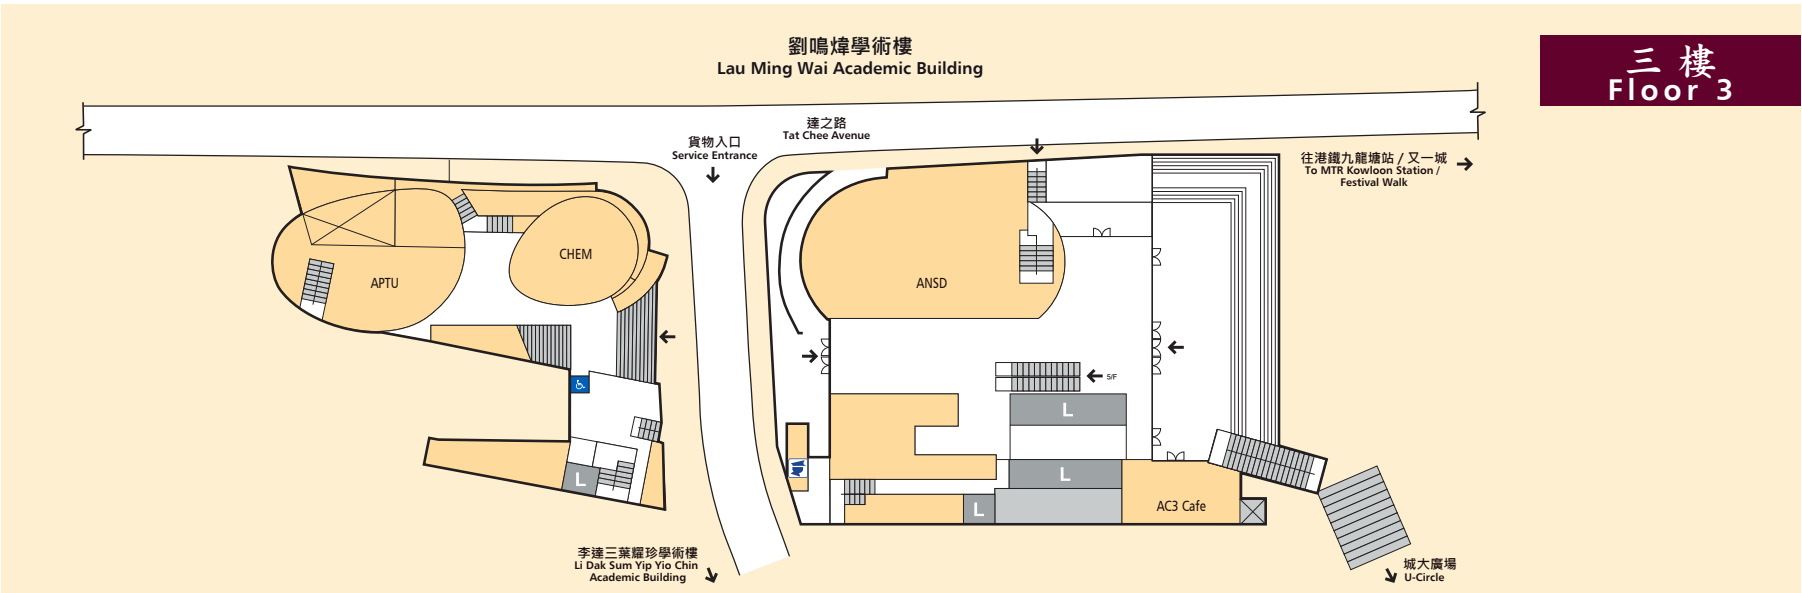 劉鳴煒學術樓
Lau Ming Wai Academic Building
三樓
Floor 3
達之路
Tat Chee Avenue
貨物入口
Service Entrance
往港鐵九龍塘站 / 又一城
To MTR Kowloon Station /
Festival Walk
CHEM
APTU
ANSD
5/F
L
L
L
L
AC3 Cafe
李達三葉耀珍學術樓
Li Dak Sum Yip Yio Chin
Academic Building
城大廣場
U-Circle